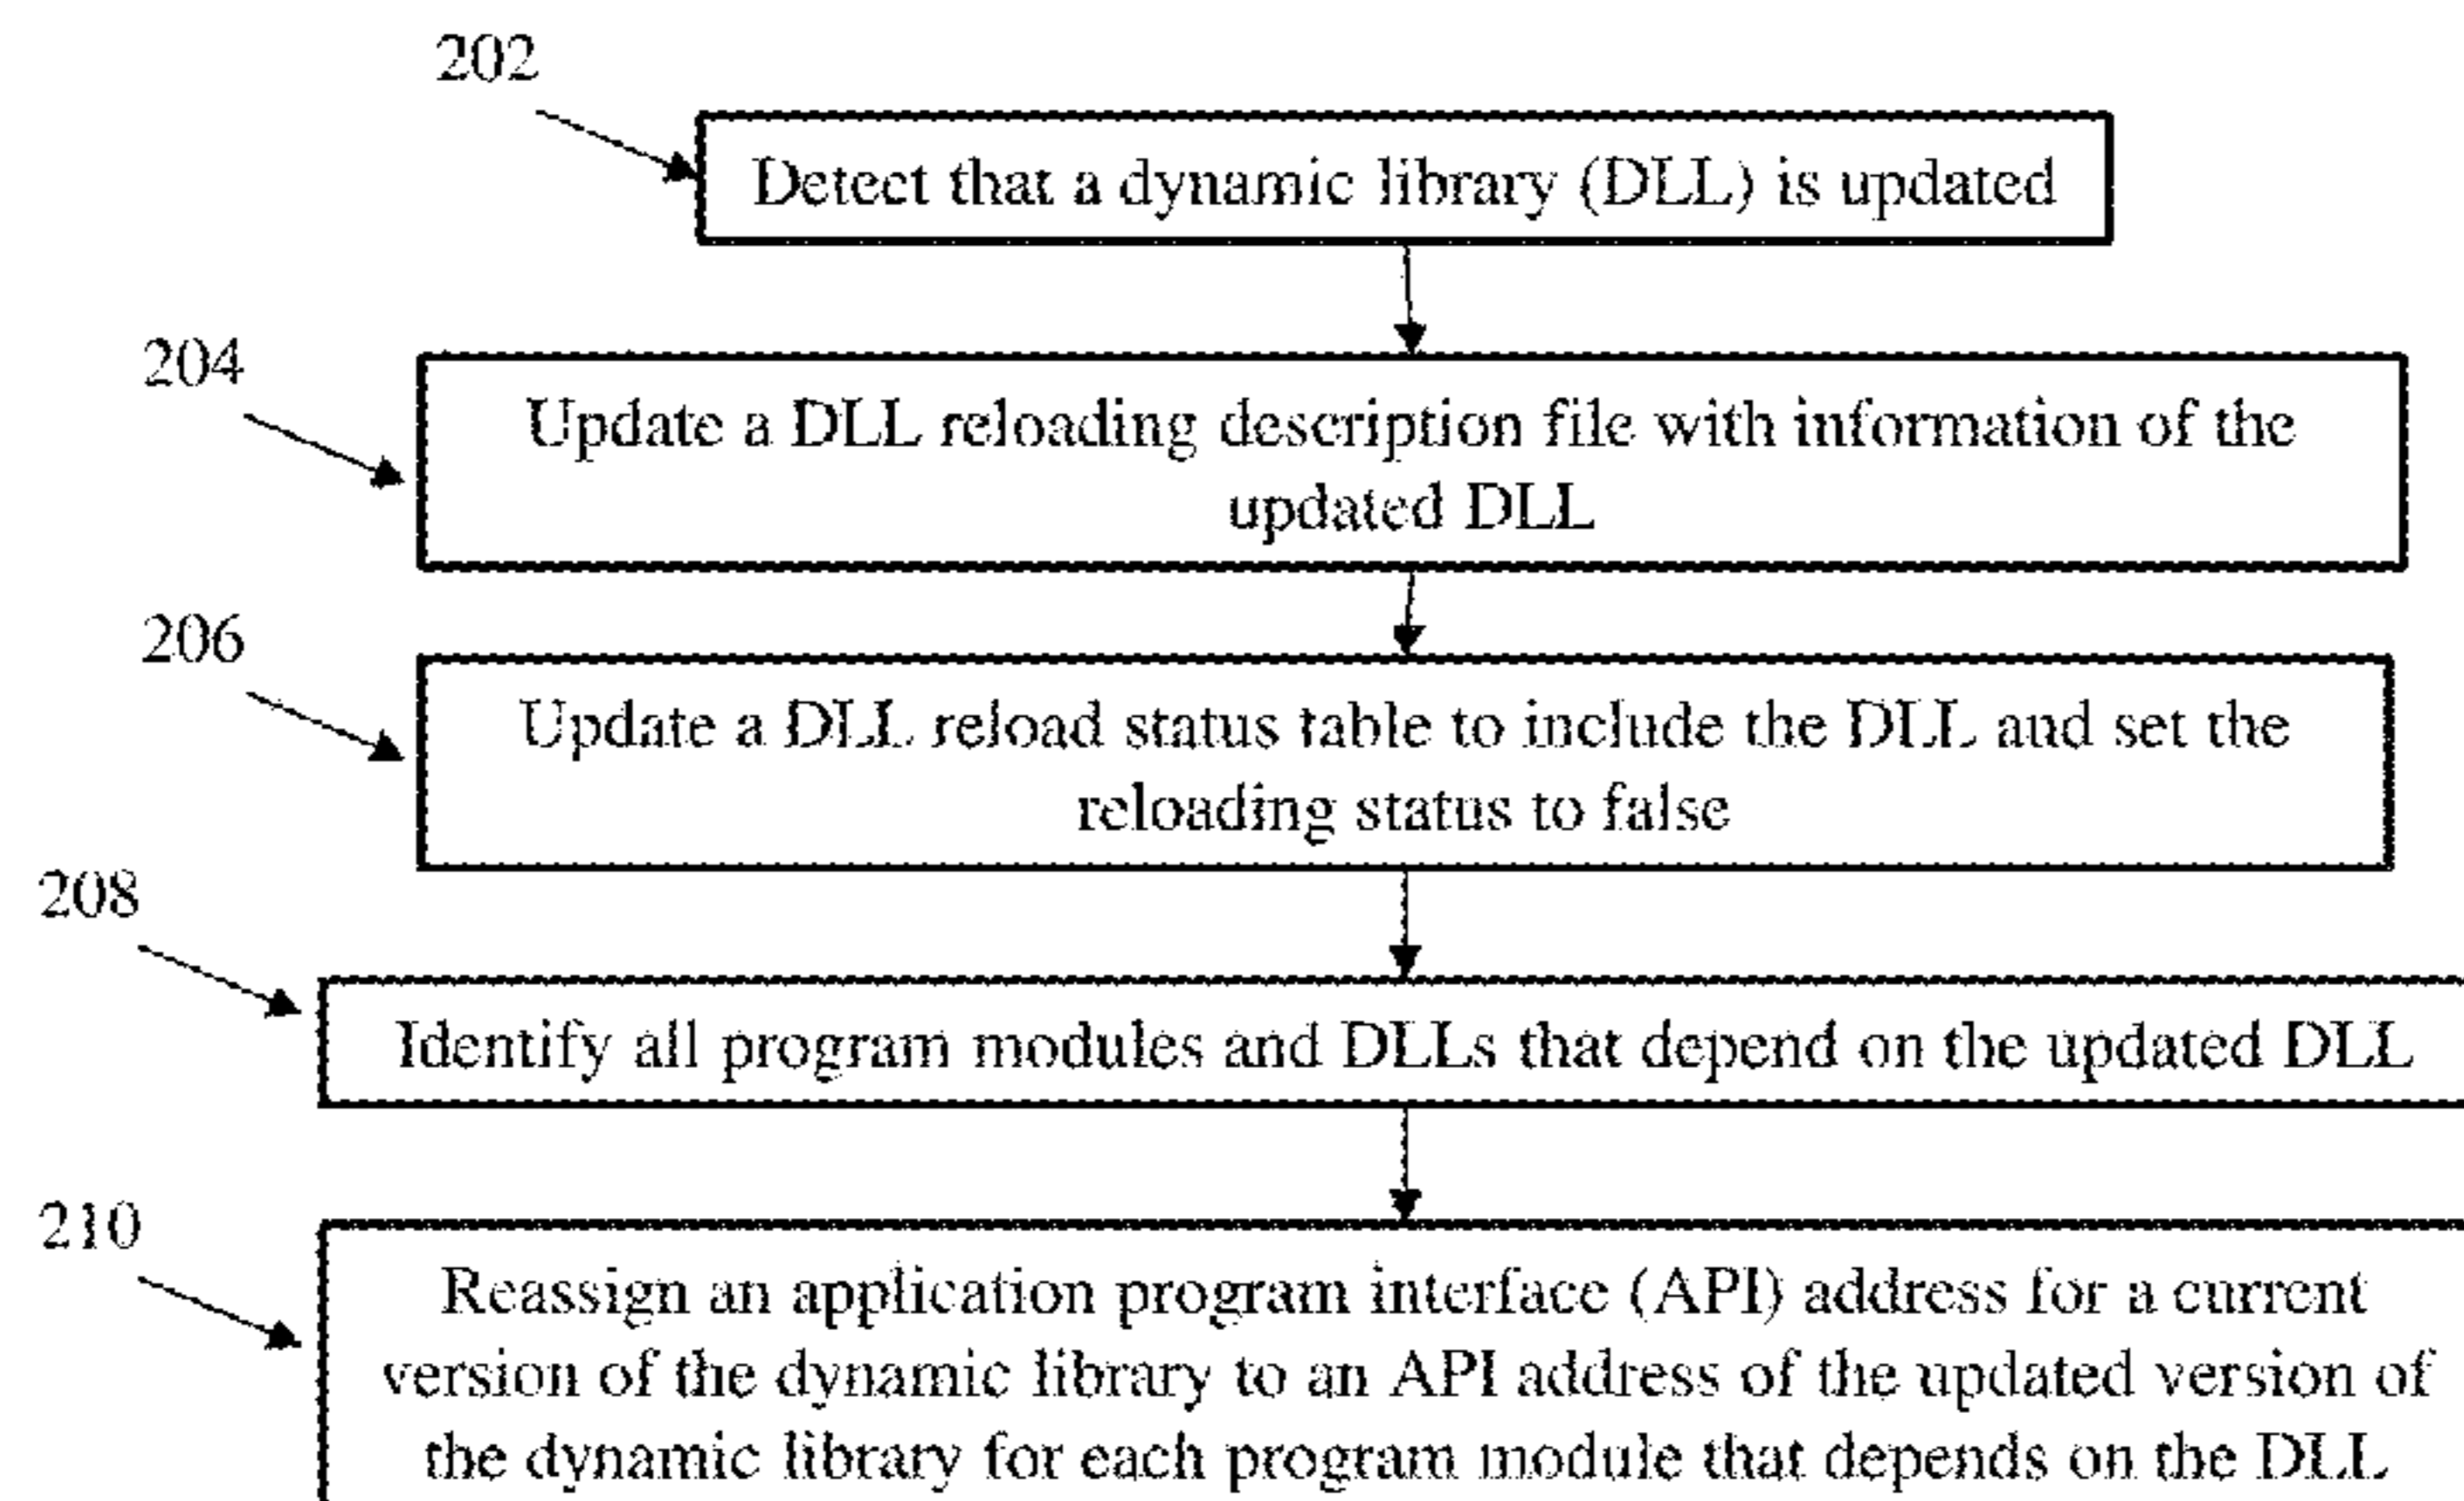 202
Detect that a dynamic library (DLL) is updated
204
Update a DLL reloading description file with information of the
updated DLL
206
Update a DLL reload status table to include the DLL and set the
reloading status to false
208
Identify all program modules and DLLs that depend on the updated DLL
210
Reassign an application program interface (API) address for a current
version of the dynamic library to an API address of the updated version of
the dynamic library for each program module that depends on the DLL